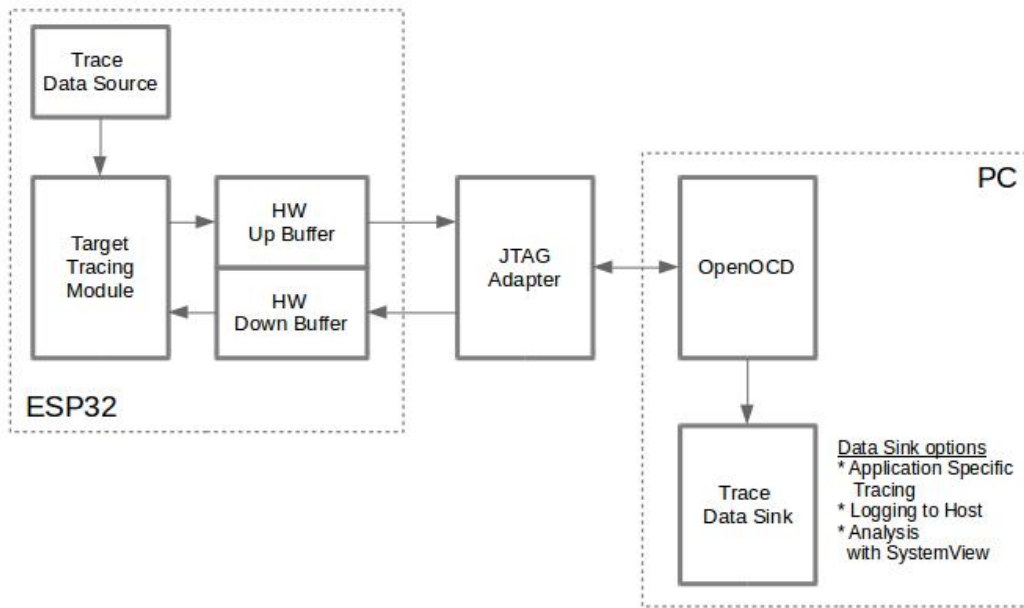 Trace
Data Source
Target
Tracing
Module
HW
Up Buffer
HW
Down Buffer
ESP32
JTAG
Adapter
PC
OpenOCD
Trace
Data Sink
Data Sink options
* Application Specific
Tracing
* Logging to Host
* Analysis
with SystemView